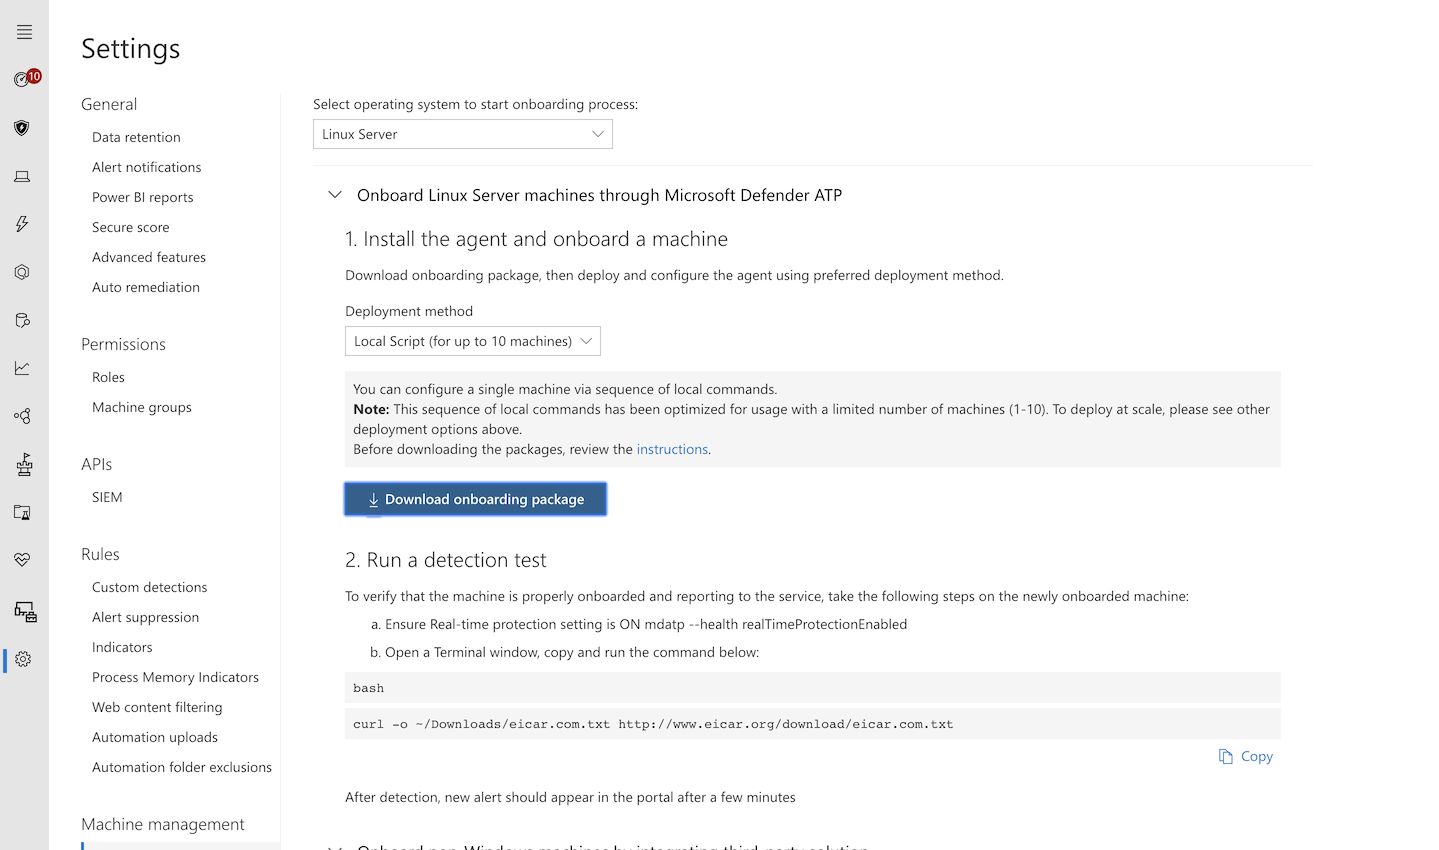 Settings
10
General
Data retention
Alert notifications
Power BI reports
Secure score
Advanced features
Auto remediation
Permissions
Roles
Machine groups
APIs
SIEM
Rules
Custom detections
Alert suppression
Indicators
Process Memory Indicators
Web content filtering
Automation uploads
Automation folder exclusions
Machine management
Select operating system to start onboarding process:
Linux Server
Onboard Linux Server machines through Microsoft Defender ATP
1. Install the agent and onboard a machine
Download onboarding package, then deploy and configure the agent using preferred deployment method.
Deployment method
Local Script (for up to 10 machines)
You can configure a single machine via sequence of local commands.
Note: This sequence of local commands has been optimized for usage with a limited number of machines (1-10). To deploy at scale, please see other
deployment options above.
Before downloading the packages, review the instructions.
Download onboarding package
2. Run a detection test
To verify that the machine is properly onboarded and reporting to the service, take the following steps on the newly onboarded machine:
a. Ensure Real-time protection setting is ON mdatp --health realTimeProtectionEnabled
b. Open a Terminal window, copy and run the command below:
bash
curl -o ~/Downloads/eicar.com.txt http://www.eicar.org/download/eicar.com.txt
Copy
After detection, new alert should appear in the portal after a few minutes
Onboard non-Windows machines by integrating third-party solution